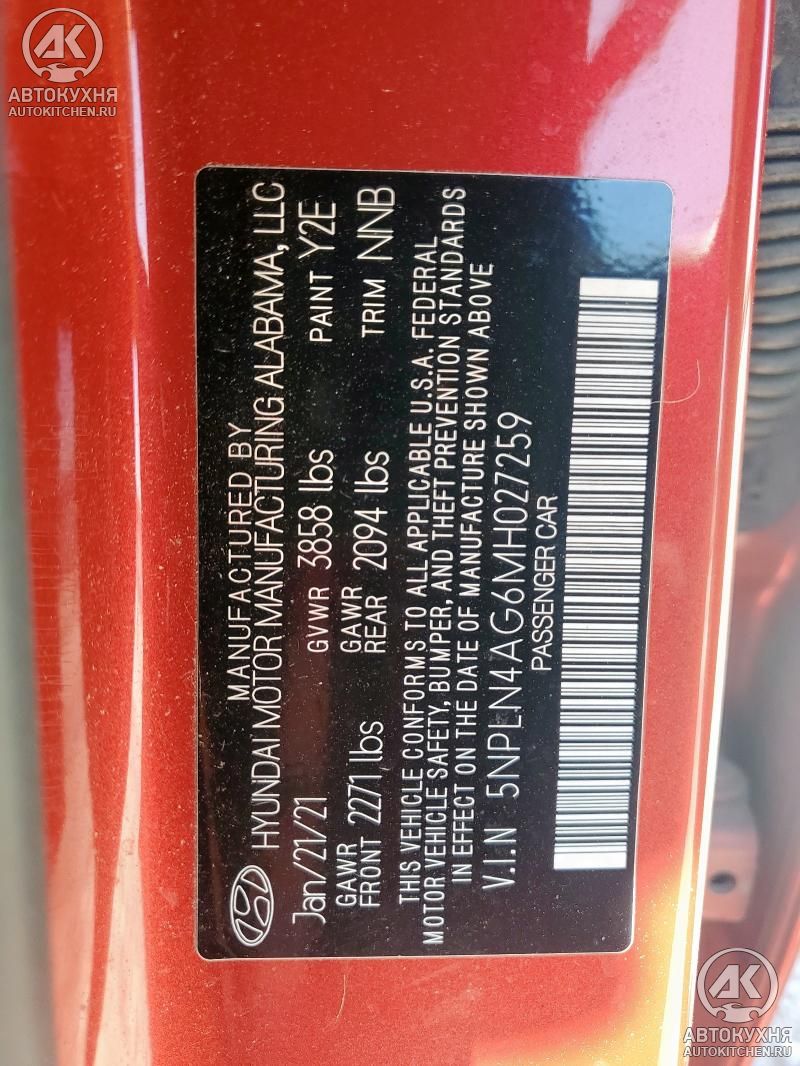 АК
АВТОКУХНЯ
AUTOKITCHEN.RU
MANUFACTURED BY
HYUNDAI MOTOR MANUFACTURING ALABAMA, LLC
Jan/21/21 GVWR 3858 lbs PAINT Y2E
GAWR FRONT 2271 lbs GAWR REAR 2094 lbs TRIM NNB
THIS VEHICLE CONFORMS TO ALL APPLICABLE U.S.A. FEDERAL
MOTOR VEHICLE SAFETY, BUMPER, AND THEFT PREVENTION STANDARDS
IN EFFECT ON THE DATE OF MANUFACTURE SHOWN ABOVE
V.I.N 5NPLN4AG6MH027259
PASSENGER CAR
АК
АВТОКУХНЯ
AUTOKITCHEN.RU